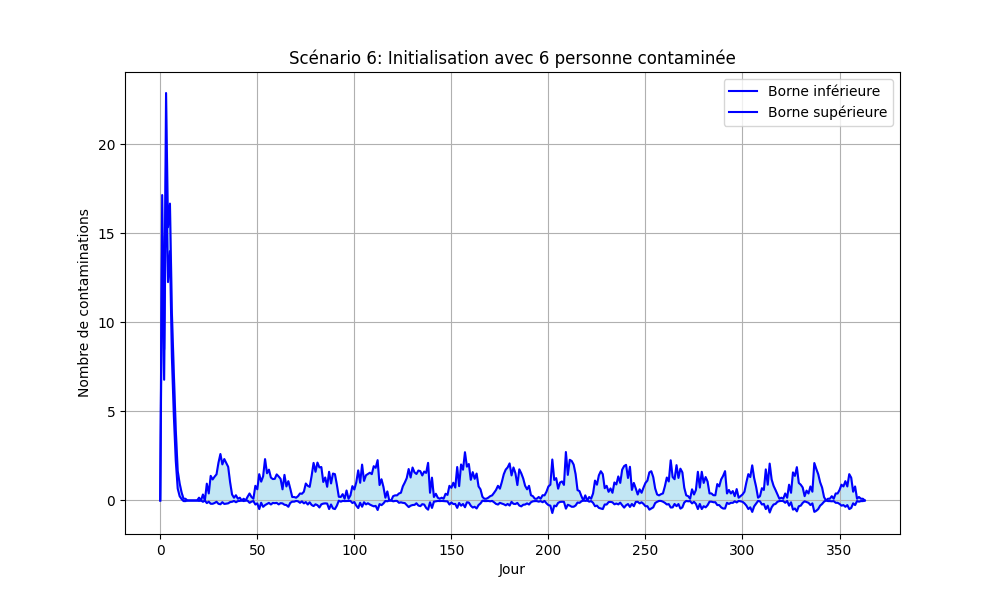 Scénario 6: Initialisation avec 6 personne contaminée
Borne inférieure
Borne supérieure
Nombre de contaminations
20
15
10
5
0
0 50 100 150 200 250 300 350
Jour